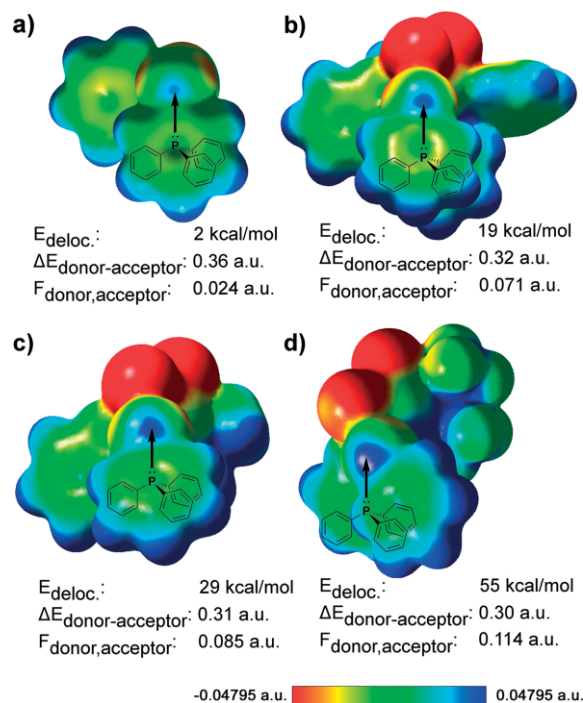 a)
b)
P
P
E deloc.: 2 kcal/mol
ΔE donor-acceptor: 0.36 a.u.
F donor,acceptor: 0.024 a.u.
E deloc.: 19 kcal/mol
ΔE donor-acceptor: 0.32 a.u.
F donor,acceptor: 0.071 a.u.
c)
d)
P
P
E deloc.: 29 kcal/mol
ΔE donor-acceptor: 0.31 a.u.
F donor,acceptor: 0.085 a.u.
E deloc.: 55 kcal/mol
ΔE donor-acceptor: 0.30 a.u.
F donor,acceptor: 0.114 a.u.
-0.04795 a.u. 0.04795 a.u.